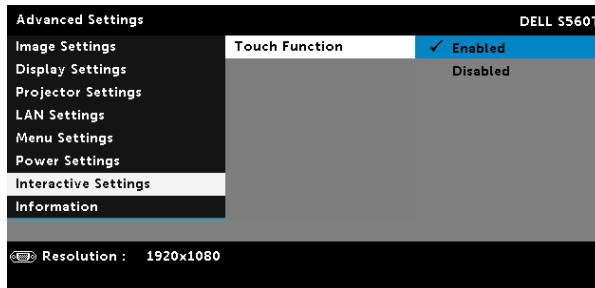 Advanced Settings DELL S560T
Image Settings Touch Function ✓ Enabled
Display Settings Disabled
Projector Settings
LAN Settings
Menu Settings
Power Settings
Interactive Settings
Information
Resolution : 1920x1080